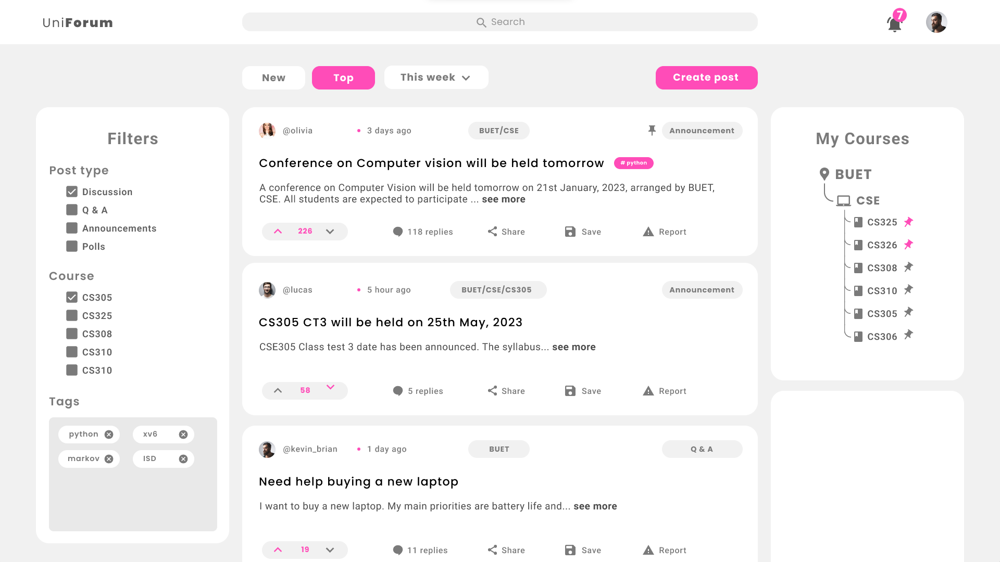 UniForum
Search
7
New
Top
This week
Create post
Filters
Post type
Discussion
Q & A
Announcements
Polls
Course
CS305
CS325
CS308
CS310
CS310
Tags
python
xv6
markov
ISD
@olivia
3 days ago
BUET/CSE
Announcement
Conference on Computer vision will be held tomorrow
# python
A conference on Computer Vision will be held tomorrow on 21st January, 2023, arranged by BUET,
CSE. All students are expected to participate ... see more
226
118 replies
Share
Save
Report
@lucas
5 hour ago
BUET/CSE/CS305
Announcement
CS305 CT3 will be held on 25th May, 2023
CSE305 Class test 3 date has been announced. The syllabus... see more
58
5 replies
Share
Save
Report
@kevin_brian
1 day ago
BUET
Q & A
Need help buying a new laptop
I want to buy a new laptop. My main priorities are battery life and... see more
19
11 replies
Share
Save
Report
My Courses
BUET
CSE
CS325
CS326
CS308
CS310
CS305
CS306